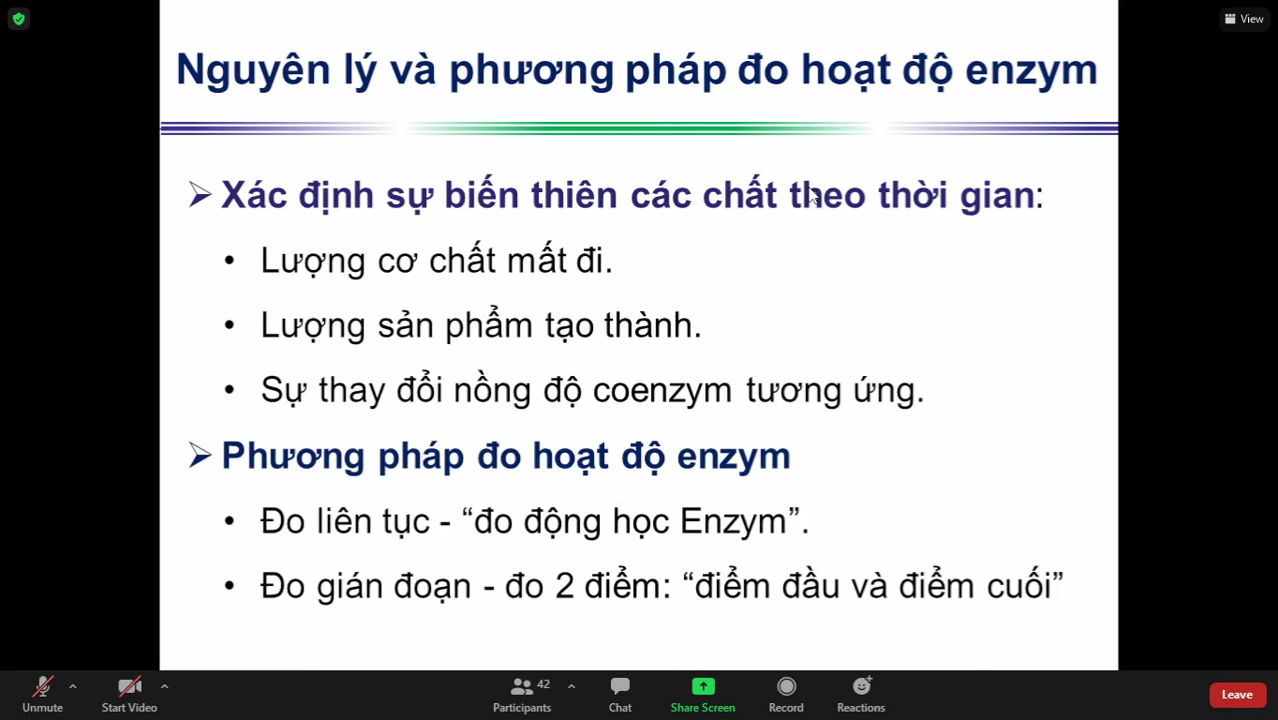 View
Nguyên lý và phương pháp đo hoạt độ enzym
Xác định sự biến thiên các chất theo thời gian:
• Lượng cơ chất mất đi.
• Lượng sản phẩm tạo thành.
• Sự thay đổi nồng độ coenzym tương ứng.
Phương pháp đo hoạt độ enzym
• Đo liên tục - “đo động học Enzym”.
• Đo gián đoạn - đo 2 điểm: “điểm đầu và điểm cuối”
Unmute
Start Video
42
Participants
Chat
Share Screen
Record
Reactions
Leave